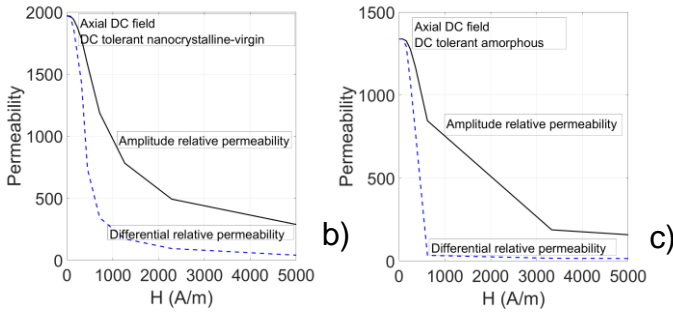 2000
1500
1000
500
0
Permeability
Axial DC field
DC tolerant nanocrystalline-virgin
Amplitude relative permeability
Differential relative permeability
0 1000 2000 3000 4000 5000
H (A/m)
b)
1500
1000
500
0
Permeability
Axial DC field
DC tolerant amorphous
Amplitude relative permeability
Differential relative permeability
0 1000 2000 3000 4000 5000
H (A/m)
c)